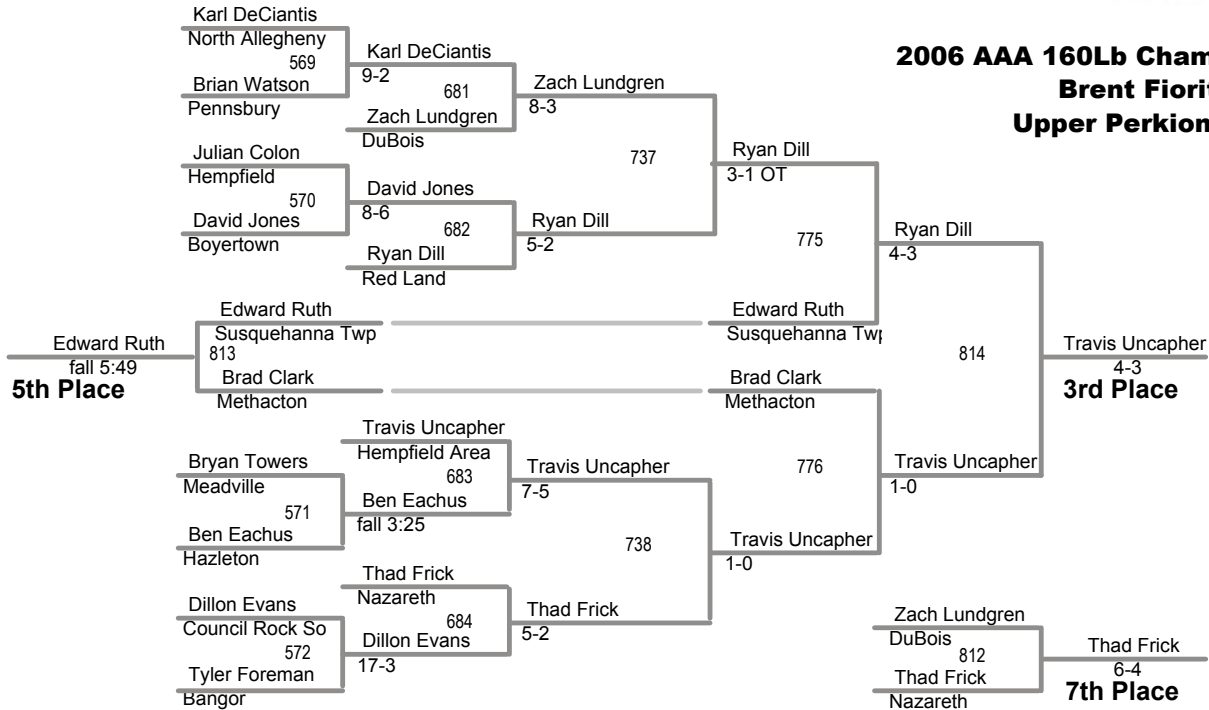 Karl DeCiantis
North Allegheny
569
Brian Watson
Pennsbury
Karl DeCiantis
9-2
681
Zach Lundgren
DuBois
Zach Lundgren
8-3
2006 AAA 160Lb Cham
Brent Fiorit
Upper Perkiom
Julian Colon
Hempfield
570
David Jones
Boyertown
David Jones
8-6
682
Ryan Dill
Red Land
Ryan Dill
5-2
737
Ryan Dill
3-1 OT
775
Ryan Dill
4-3
Edward Ruth
Susquehanna Twp
Edward Ruth
Susquehanna Twp
Edward Ruth
fall 5:49
5th Place
813
814
Travis Uncapher
4-3
3rd Place
Brad Clark
Methacton
Brad Clark
Methacton
Travis Uncapher
Hempfield Area
683
Bryan Towers
Meadville
571
Ben Eachus
Hazleton
Ben Eachus
fall 3:25
Travis Uncapher
7-5
776
Travis Uncapher
1-0
738
Travis Uncapher
1-0
Thad Frick
Nazareth
684
Dillon Evans
Council Rock So
572
Tyler Foreman
Bangor
Dillon Evans
17-3
Thad Frick
5-2
Zach Lundgren
DuBois
812
Thad Frick
Nazareth
Thad Frick
6-4
7th Place